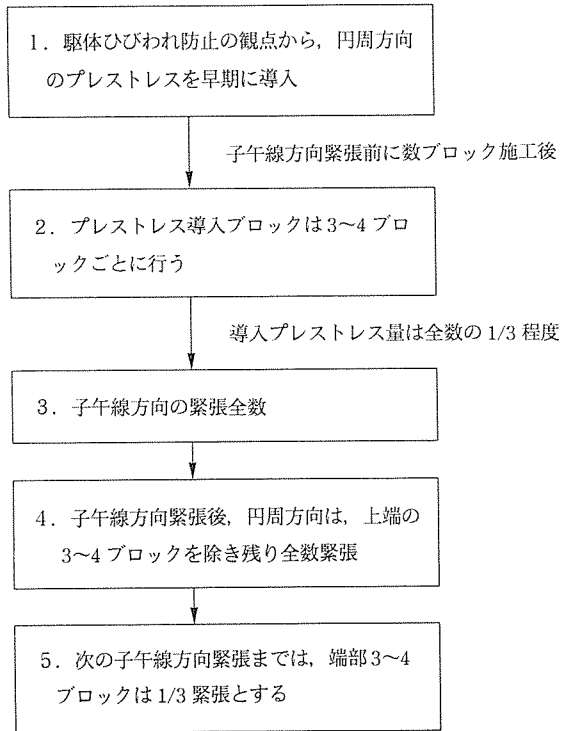 1．駆体ひびわれ防止の観点から，円周方向
のプレストレスを早期に導入
子午線方向緊張前に数ブロック施工後
2．プレストレス導入ブロックは3〜4ブロ
ックごとに行う
導入プレストレス量は全数の1/3程度
3．子午線方向の緊張全数
4．子午線方向緊張後，円周方向は，上端の
3〜4ブロックを除き残り全数緊張
5．次の子午線方向緊張までは，端部3〜4
ブロックは1/3緊張とする